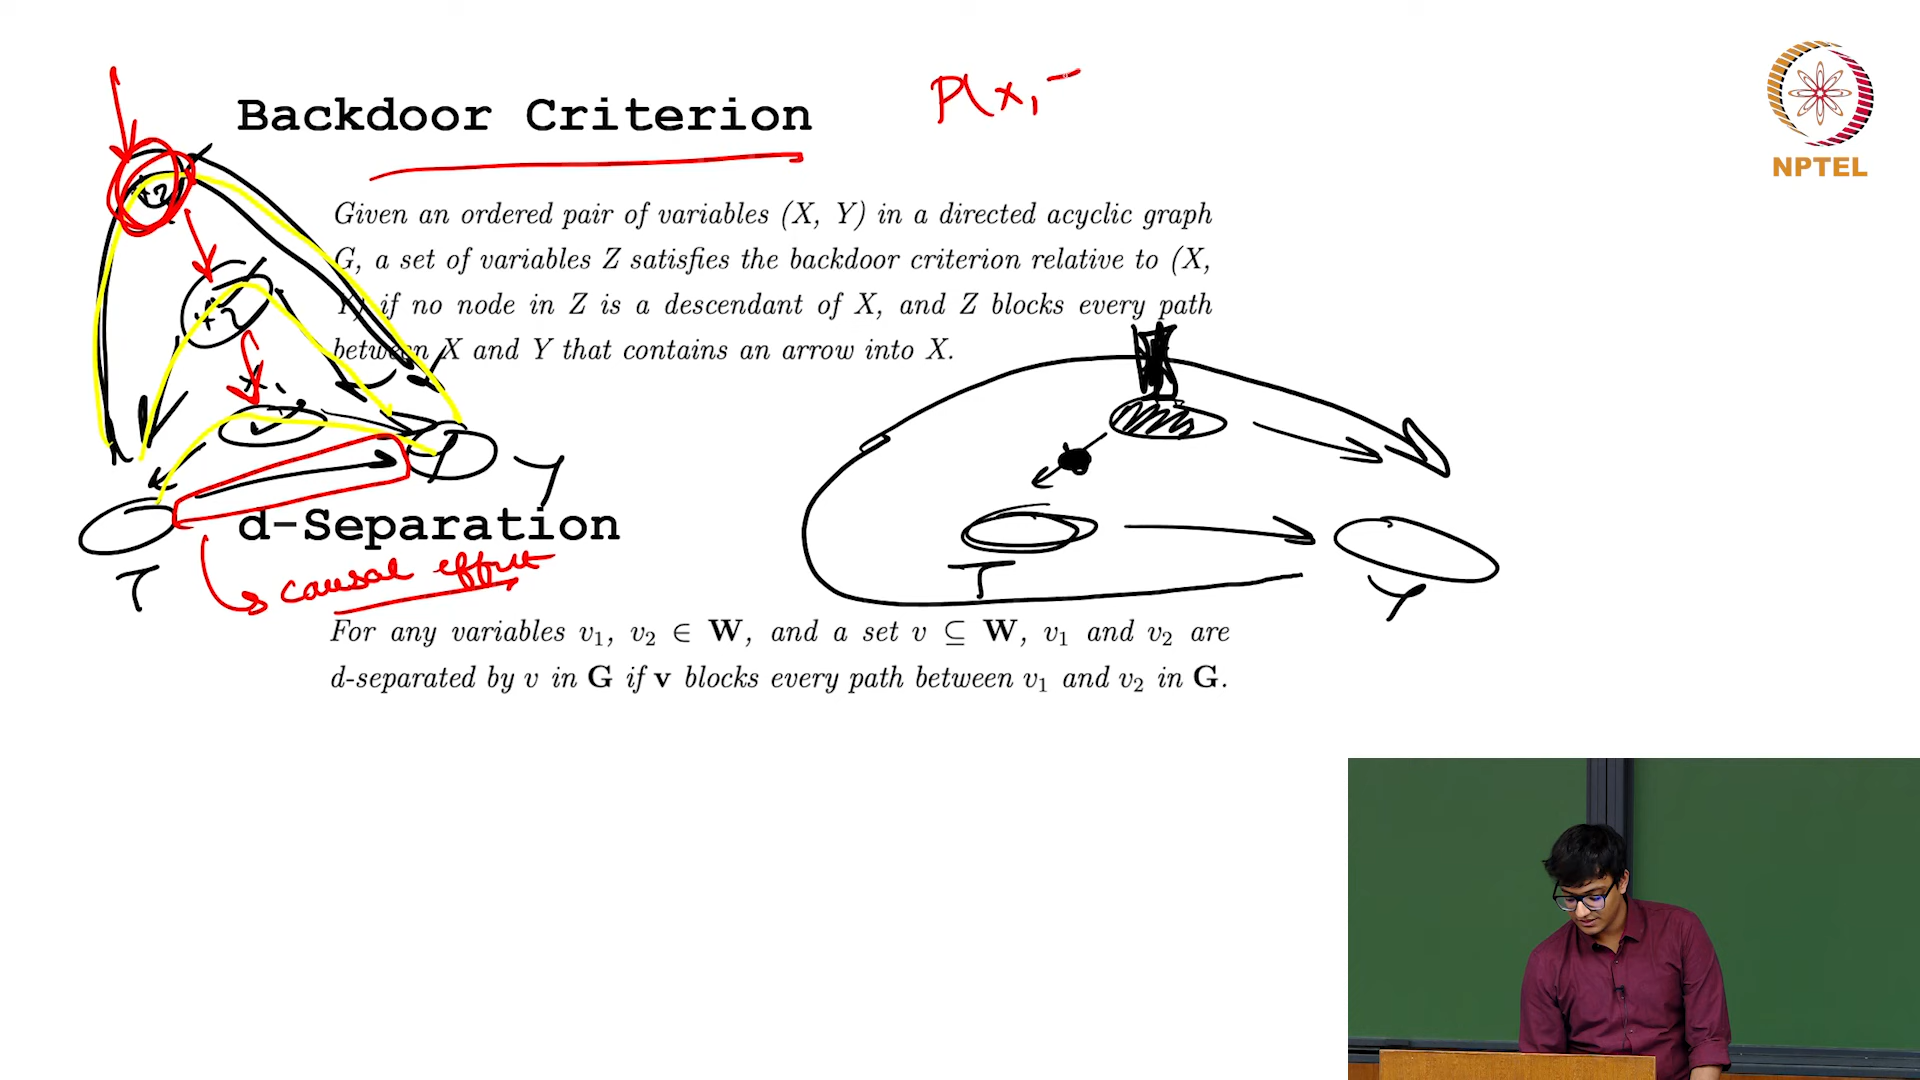 Backdoor Criterion
P(x,
NPTEL
Given an ordered pair of variables (X, Y) in a directed acyclic graph
G, a set of variables Z satisfies the backdoor criterion relative to (X,
Y) if no node in Z is a descendant of X, and Z blocks every path
between X and Y that contains an arrow into X.
x₁
Y
d-Separation
causal effect
T
T
Y
For any variables v₁, v₂ ∈ W, and a set v ⊆ W, v₁ and v₂ are
d-separated by v in G if v blocks every path between v₁ and v₂ in G.